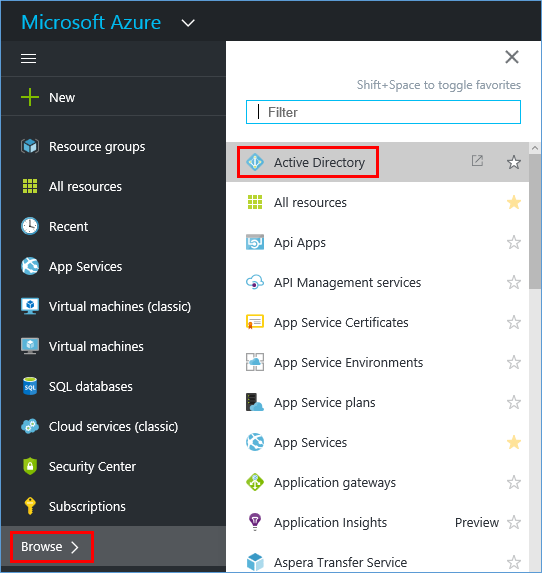 Microsoft Azure
New
Resource groups
All resources
Recent
App Services
Virtual machines (classic)
Virtual machines
SQL databases
Cloud services (classic)
Security Center
Subscriptions
Browse
Shift+Space to toggle favorites
Filter
Active Directory
All resources
Api Apps
API Management services
App Service Certificates
App Service Environments
App Service plans
App Services
Application gateways
Application Insights Preview
Aspera Transfer Service